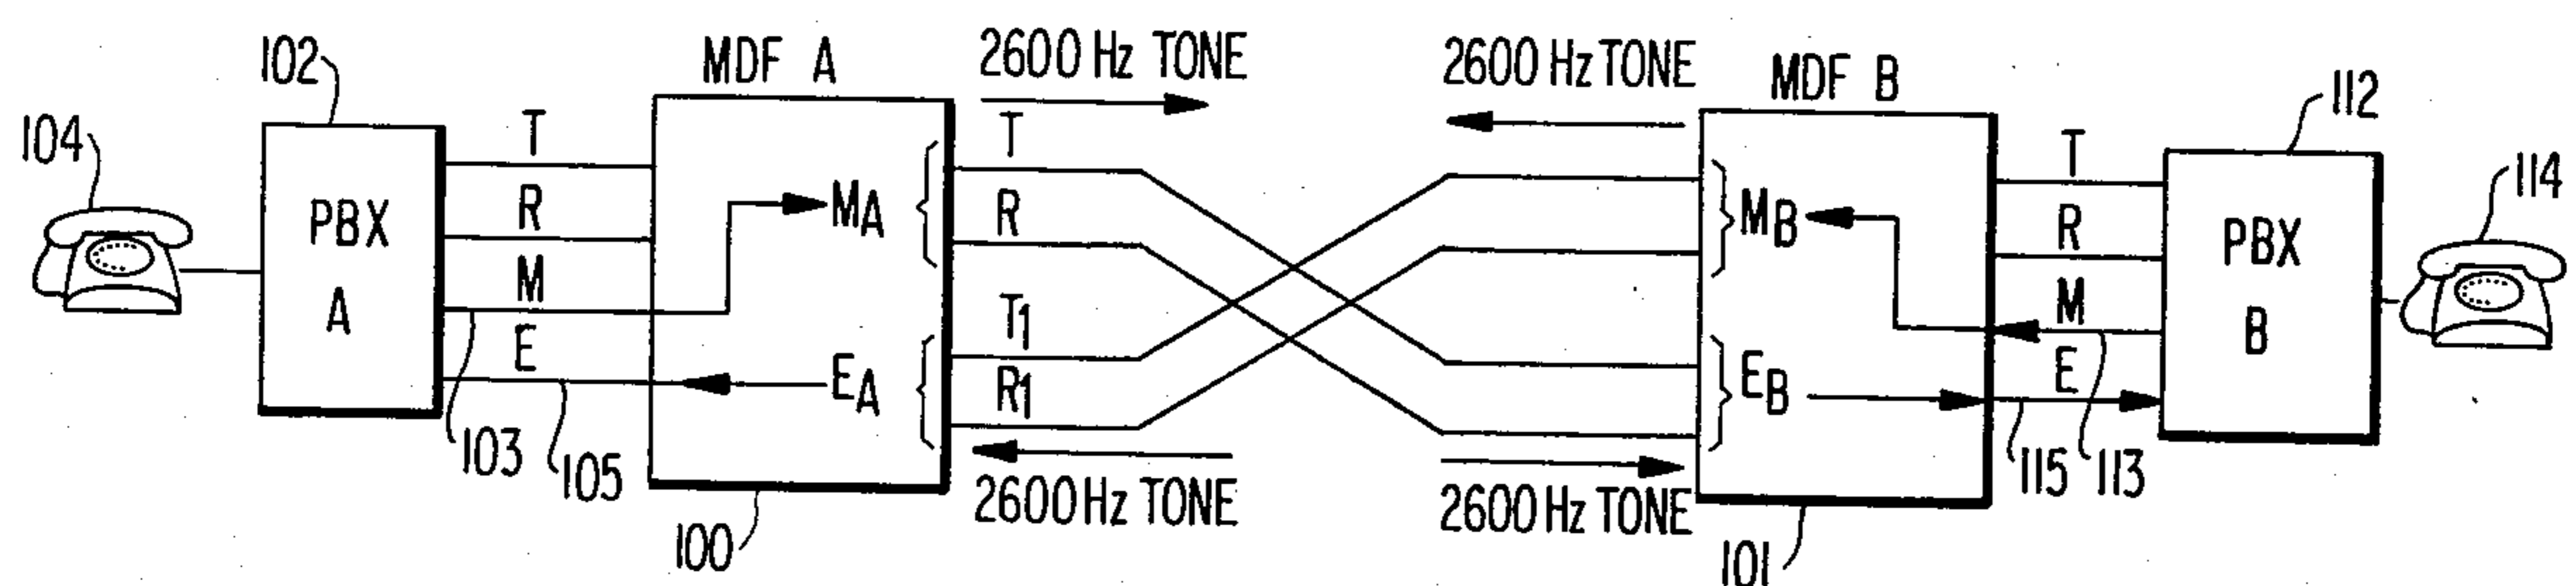 104
102
PBX
A
T
R
M
E
103
105
MDF A
MA
EA
100
2600 Hz TONE
T
R
T1
R1
2600 Hz TONE
2600 Hz TONE
2600 Hz TONE
MDF B
MB
EB
101
T
R
M
E
115
113
112
PBX
B
114